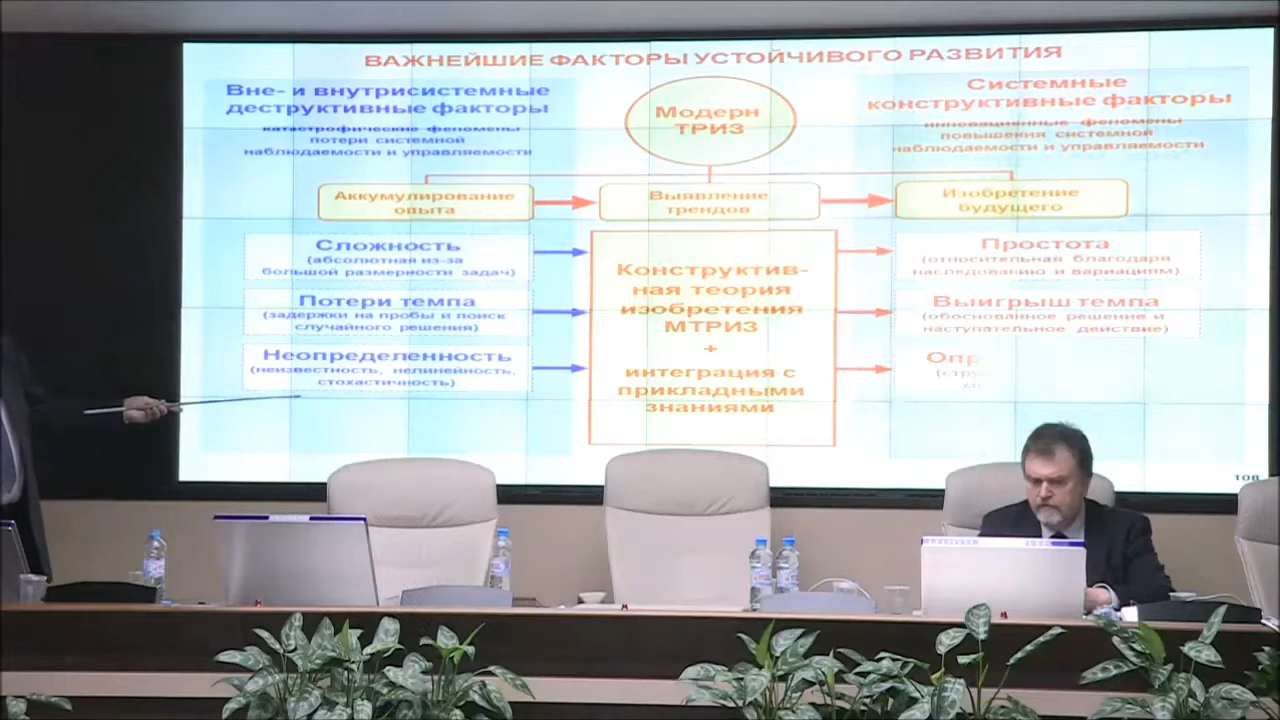 ВАЖНЕЙШИЕ ФАКТОРЫ УСТОЙЧИВОГО РАЗВИТИЯ
Вне- и внутрисистемные
деструктивные факторы
катастрофические феномены
потери системной
наблюдаемости и управляемости
Модерн
ТРИЗ
Системные
конструктивные факторы
инновационные феномены
повышения системной
наблюдаемости и управляемости
Аккумулирование
опыта
Выявление
трендов
Изобретение
будущего
Сложность
(абсолютная из-за
большой размерности задач)
Потери темпа
(задержки на пробы и поиск
случайного решения)
Неопределенность
(неизвестность, нелинейность,
стохастичность)
Конструктив-
ная теория
изобретения
МТРИЗ
+
интеграция с
прикладными
знаниями
Простота
(относительная благодаря
наследованию и вариациям)
Выигрыш темпа
(обоснованное решение и
наступательное действие)
Опр
(стру
108